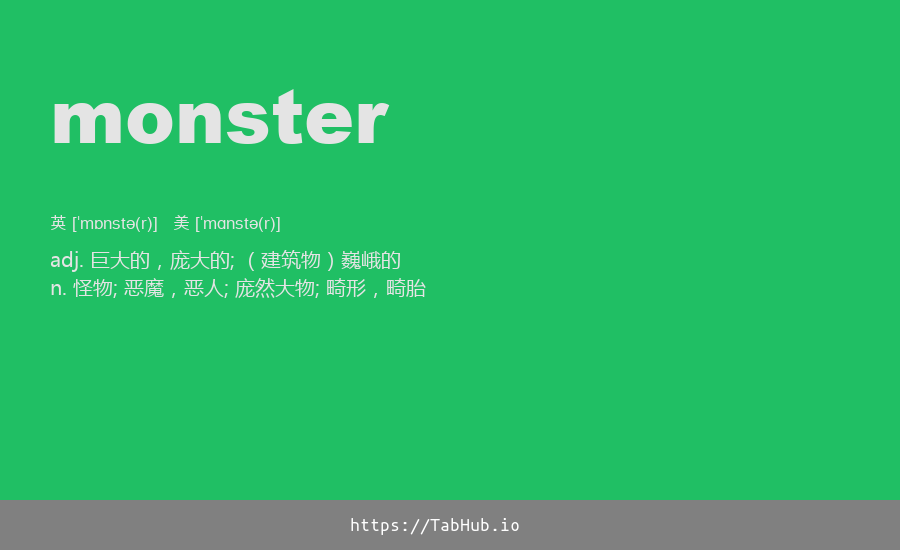 monster
英 [ˈmɒnstə(r)] 美 [ˈmɑnstə(r)]
adj. 巨大的，庞大的; （建筑物）巍峨的
n. 怪物; 恶魔，恶人; 庞然大物; 畸形，畸胎
https://TabHub.io